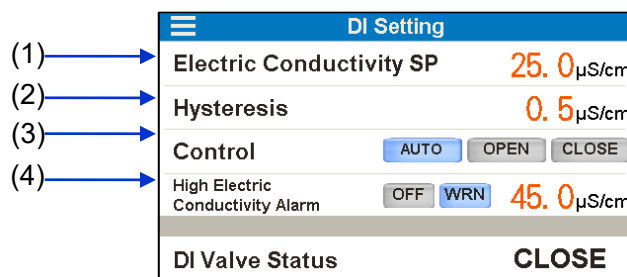 DI Setting
(1) Electric Conductivity SP 25.0µS/cm
(2) Hysteresis 0.5µS/cm
(3) Control AUTO OPEN CLOSE
(4) High Electric
Conductivity Alarm OFF WRN 45.0µS/cm
DI Valve Status CLOSE